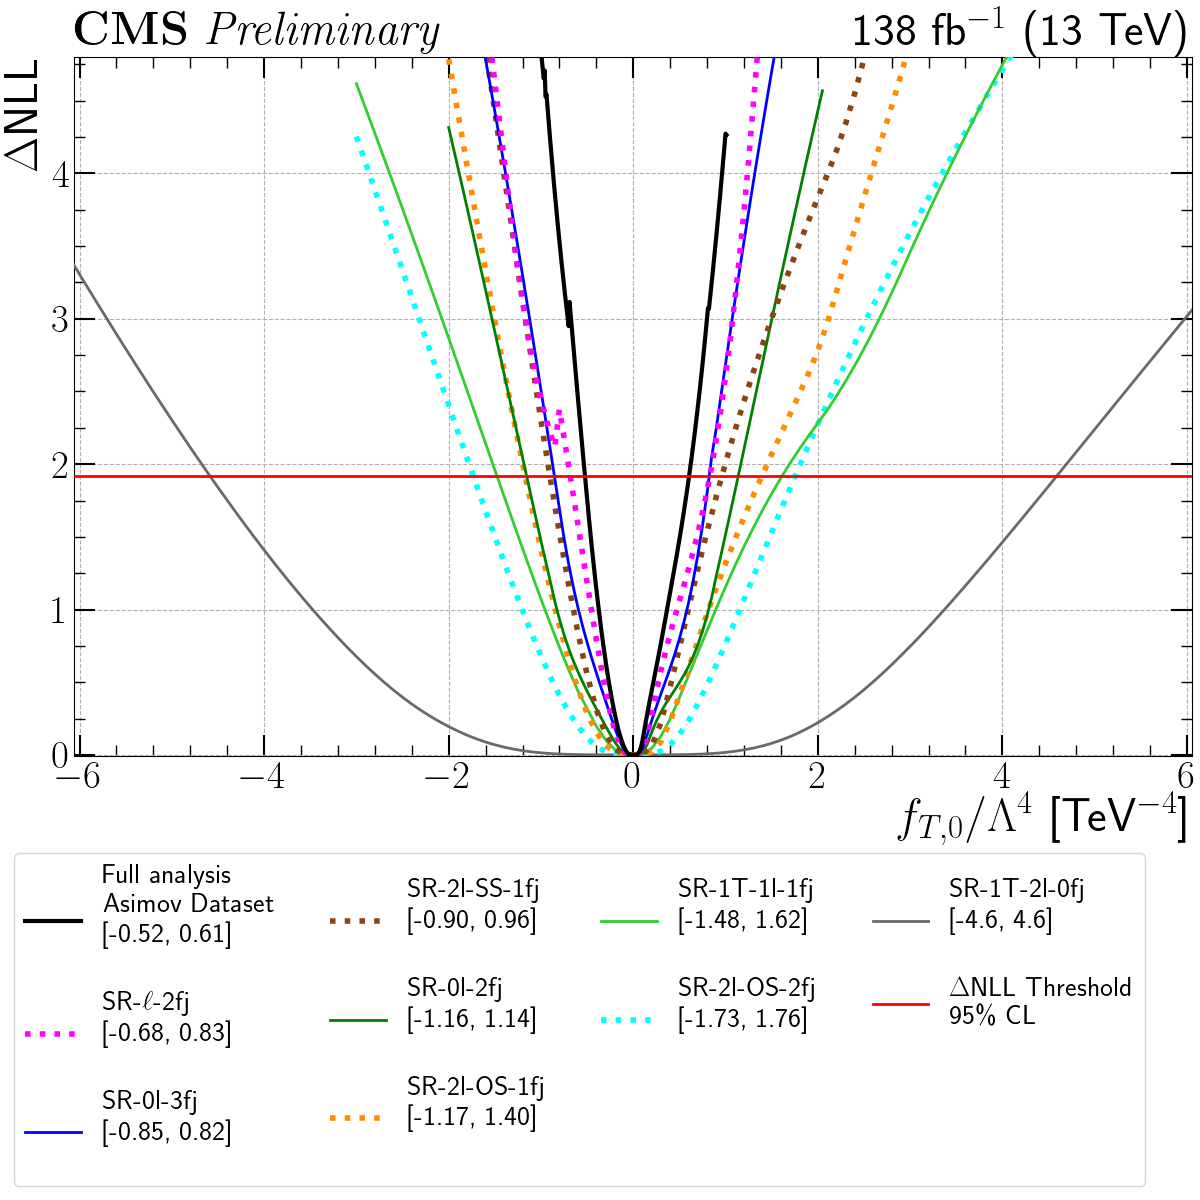 CMS Preliminary 138 fb⁻¹ (13 TeV)
ΔNLL
4
3
2
1
0
−6 −4 −2 0 2 4 6
f_{T,0}/Λ⁴ [TeV⁻⁴]
Full analysis
Asimov Dataset
[-0.52, 0.61]
SR-ℓ-2fj
[-0.68, 0.83]
SR-0l-3fj
[-0.85, 0.82]
SR-2l-SS-1fj
[-0.90, 0.96]
SR-0l-2fj
[-1.16, 1.14]
SR-2l-OS-1fj
[-1.17, 1.40]
SR-1T-1l-1fj
[-1.48, 1.62]
SR-2l-OS-2fj
[-1.73, 1.76]
SR-1T-2l-0fj
[-4.6, 4.6]
ΔNLL Threshold
95% CL